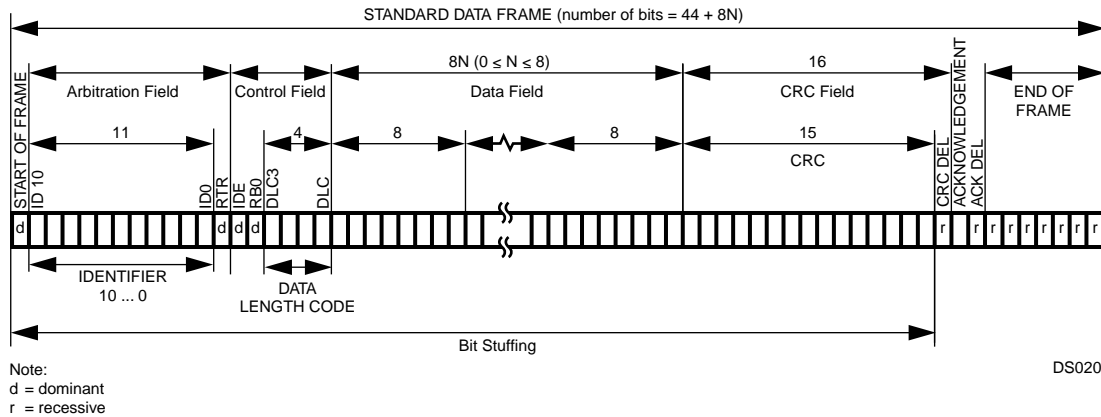 STANDARD DATA FRAME (number of bits = 44 + 8N)
8N (0 ≤ N ≤ 8)
16
Arbitration Field
Control Field
Data Field
CRC Field
END OF
FRAME
11
4
8
8
15
CRC
START OF FRAME
ID 10
ID0
RTR
IDE
RB0
DLC3
DLC
CRC DEL
ACKNOWLEDGEMENT
ACK DEL
d d d d r r r r r r r r r
IDENTIFIER
10 ... 0
DATA
LENGTH CODE
Bit Stuffing
Note:
d = dominant
r = recessive
DS020